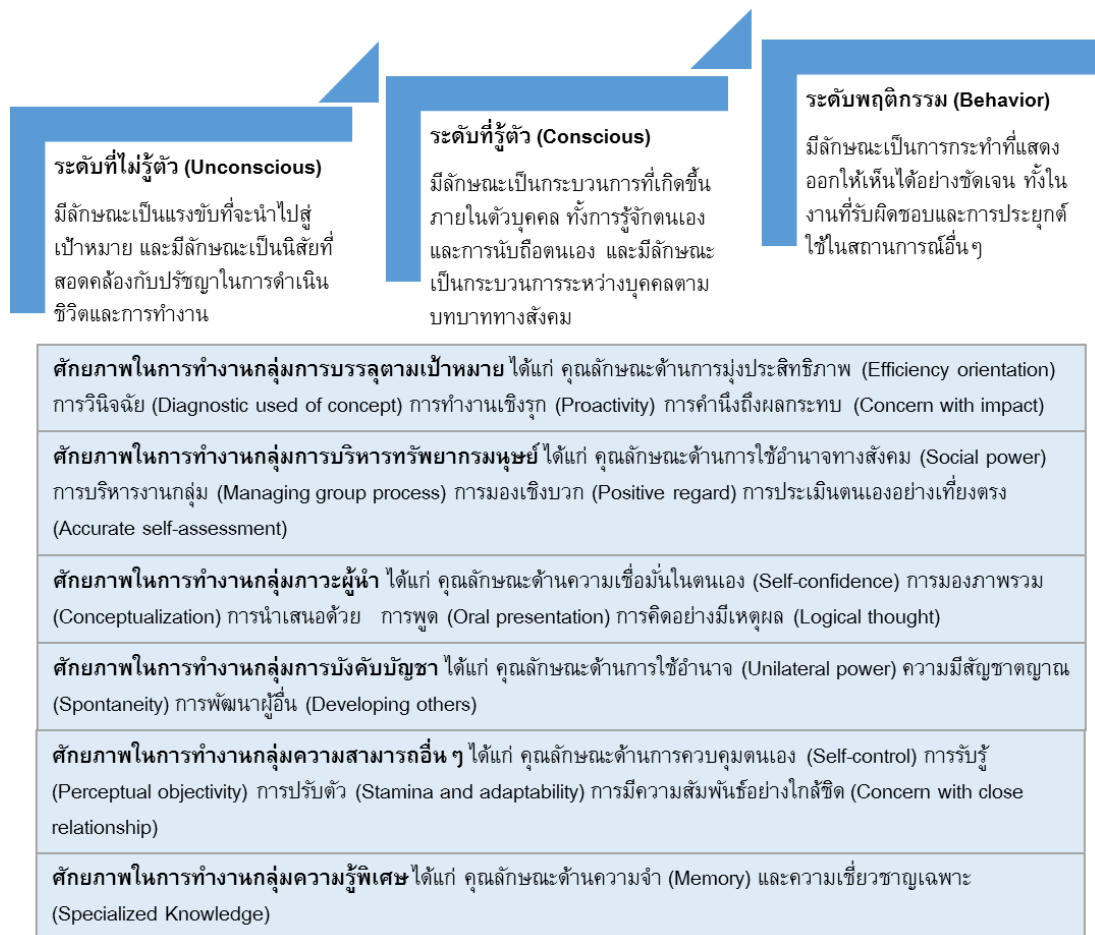 ระดับที่ไม่รู้ตัว (Unconscious)
มีลักษณะเป็นแรงขับที่จะนำไปสู่
เป้าหมาย และมีลักษณะเป็นนิสัยที่
สอดคล้องกับปรัชญาในการดำเนิน
ชีวิตและการทำงาน
ระดับที่รู้ตัว (Conscious)
มีลักษณะเป็นกระบวนการที่เกิดขึ้น
ภายในตัวบุคคล ทั้งการรู้จักตนเอง
และการนับถือตนเอง และมีลักษณะ
เป็นกระบวนการระหว่างบุคคลตาม
บทบาททางสังคม
ระดับพฤติกรรม (Behavior)
มีลักษณะเป็นการกระทำที่แสดง
ออกให้เห็นได้อย่างชัดเจน ทั้งใน
งานที่รับผิดชอบและการประยุกต์
ใช้ในสถานการณ์อื่นๆ
ศักยภาพในการทำงานกลุ่มการบรรลุตามเป้าหมาย ได้แก่ คุณลักษณะด้านการมุ่งประสิทธิภาพ (Efficiency orientation)
การวินิจฉัย (Diagnostic used of concept) การทำงานเชิงรุก (Proactivity) การคำนึงถึงผลกระทบ (Concern with impact)
ศักยภาพในการทำงานกลุ่มการบริหารทรัพยากรมนุษย์ ได้แก่ คุณลักษณะด้านการใช้อำนาจทางสังคม (Social power)
การบริหารงานกลุ่ม (Managing group process) การมองเชิงบวก (Positive regard) การประเมินตนเองอย่างเที่ยงตรง
(Accurate self-assessment)
ศักยภาพในการทำงานกลุ่มภาวะผู้นำ ได้แก่ คุณลักษณะด้านความเชื่อมั่นในตนเอง (Self-confidence) การมองภาพรวม
(Conceptualization) การนำเสนอด้วย การพูด (Oral presentation) การคิดอย่างมีเหตุผล (Logical thought)
ศักยภาพในการทำงานกลุ่มการบังคับบัญชา ได้แก่ คุณลักษณะด้านการใช้อำนาจ (Unilateral power) ความมีสัญชาตญาณ
(Spontaneity) การพัฒนาผู้อื่น (Developing others)
ศักยภาพในการทำงานกลุ่มความสามารถอื่น ๆ ได้แก่ คุณลักษณะด้านการควบคุมตนเอง (Self-control) การรับรู้
(Perceptual objectivity) การปรับตัว (Stamina and adaptability) การมีความสัมพันธ์อย่างใกล้ชิด (Concern with close
relationship)
ศักยภาพในการทำงานกลุ่มความรู้พิเศษ ได้แก่ คุณลักษณะด้านความจำ (Memory) และความเชี่ยวชาญเฉพาะ
(Specialized Knowledge)